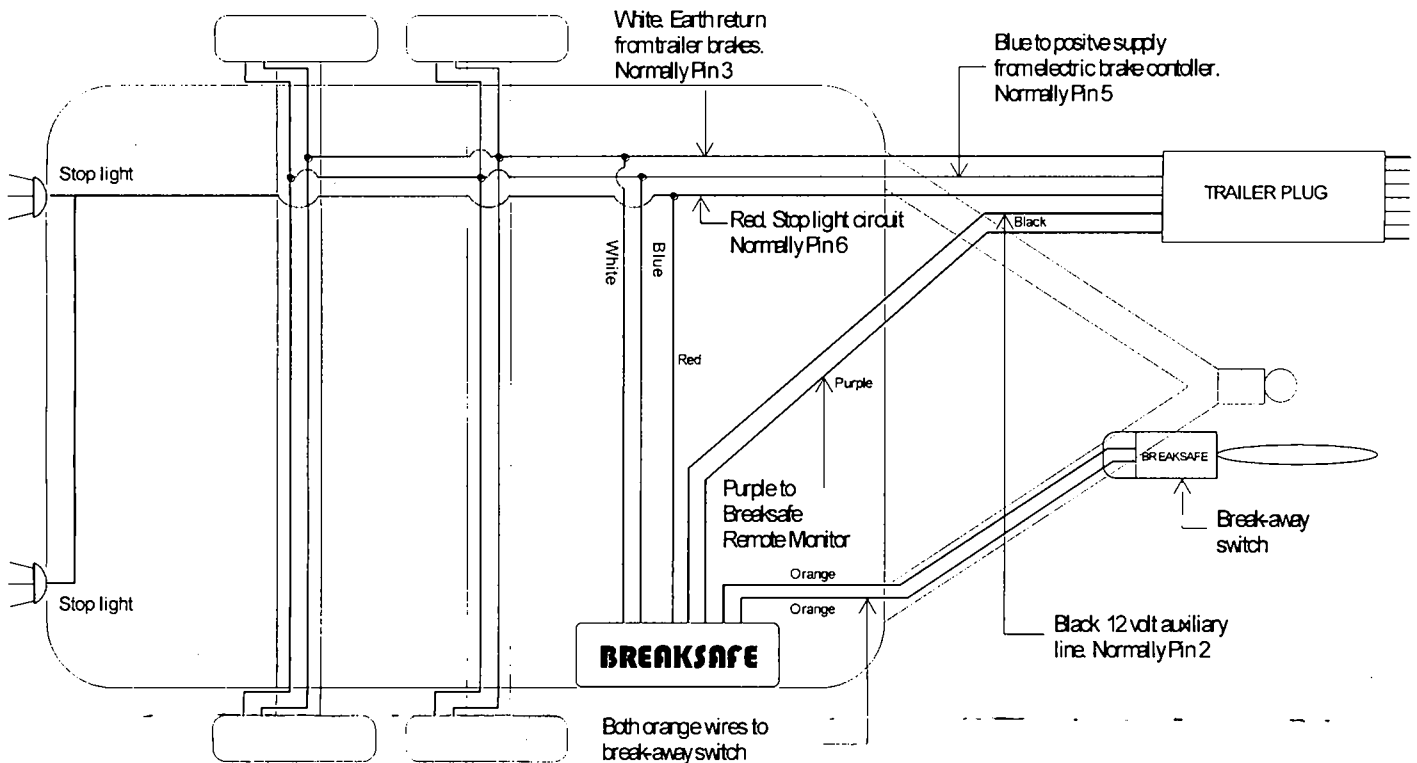 White. Earth return
from trailer brakes.
Normally Pin 3
Blue to positve supply
from electric brake contoller.
Normally Pin 5
Stop light
TRAILER PLUG
Red. Stop light circuit
Normally Pin 6
Black
White
Blue
Red
Purple
BREAKSAFE
Purple to
Breaksafe
Remote Monitor
Break-away
switch
Orange
Stop light
Orange
Black 12 volt auxiliary
line. Normally Pin 2
BREAKSAFE
Both orange wires to
break-away switch